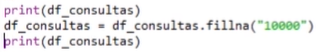 print(df_consultas)
df_consultas = df_consultas.fillna("10000")
print(df_consultas)